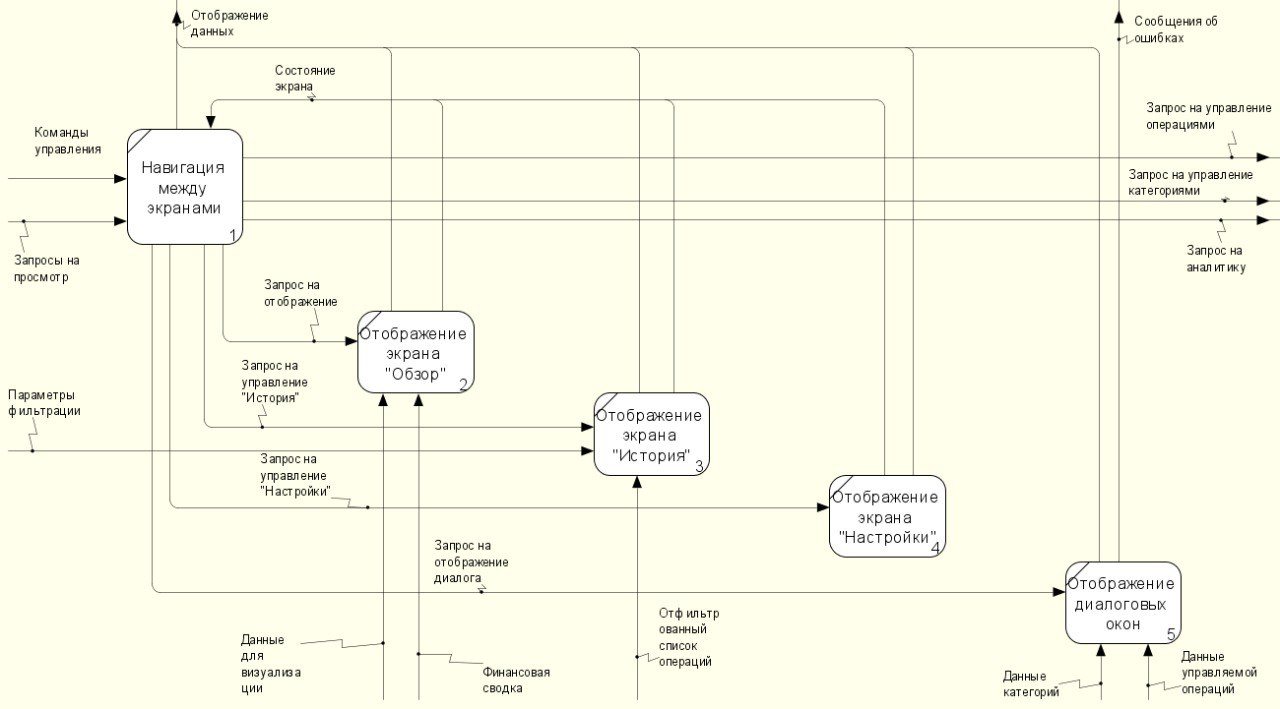 Отображение
данных
Сообщения об
ошибках
Состояние
экрана
Запрос на управление
операциями
Команды
управления
Навигация
между
экранами
1
Запрос на управление
категориями
Запросы на
просмотр
Запрос на
аналитику
Запрос на
отображение
Отображение
экрана
"Обзор"
2
Запрос на
управление
"История"
Параметры
фильтрации
Отображение
экрана
"История"
3
Запрос на
управление
"Настройки"
Отображение
экрана
"Настройки"
4
Запрос на
отображение
диалога
Отображение
диалоговых
окон
5
Отфильтр
ованный
список
операций
Данные
для
визуализа
ции
Финансовая
сводка
Данные
категорий
Данные
управляемой
операций